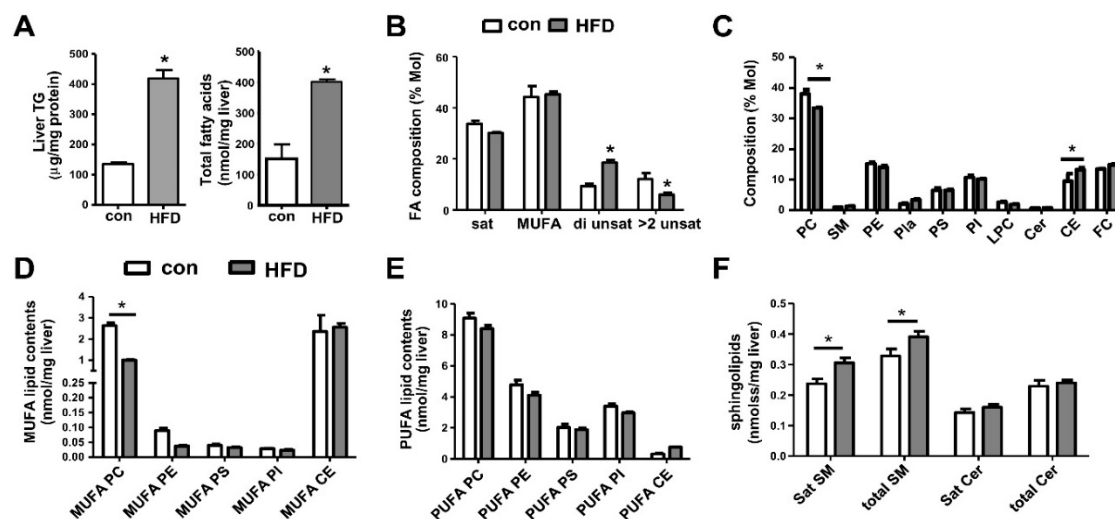 A
Liver TG
(µg/mg protein)
500
400
300
200
100
0
*
con
HFD
Total fatty acids
(nmol/mg liver)
500
400
300
200
150
100
0
*
con
HFD
B
con
HFD
FA composition (% Mol)
60
40
20
0
*
*
sat
MUFA
di unsat
>2 unsat
C
Composition (% Mol)
50
40
30
20
10
0
*
*
PC
SM
PE
Pla
PS
PI
LPC
Cer
CE
FC
D
con
HFD
MUFA lipid contents
(nmol/mg liver)
4
3
2
1
0.25
0.20
0.15
0.10
0.05
0.00
*
MUFA PC
MUFA PE
MUFA PS
MUFA PI
MUFA CE
E
PUFA lipid contents
(nmol/mg liver)
10
8
6
4
2
0
PUFA PC
PUFA PE
PUFA PS
PUFA PI
PUFA CE
F
sphingolipids
(nmolss/mg liver)
0.5
0.4
0.3
0.2
0.1
0.0
*
*
Sat SM
total SM
Sat Cer
total Cer